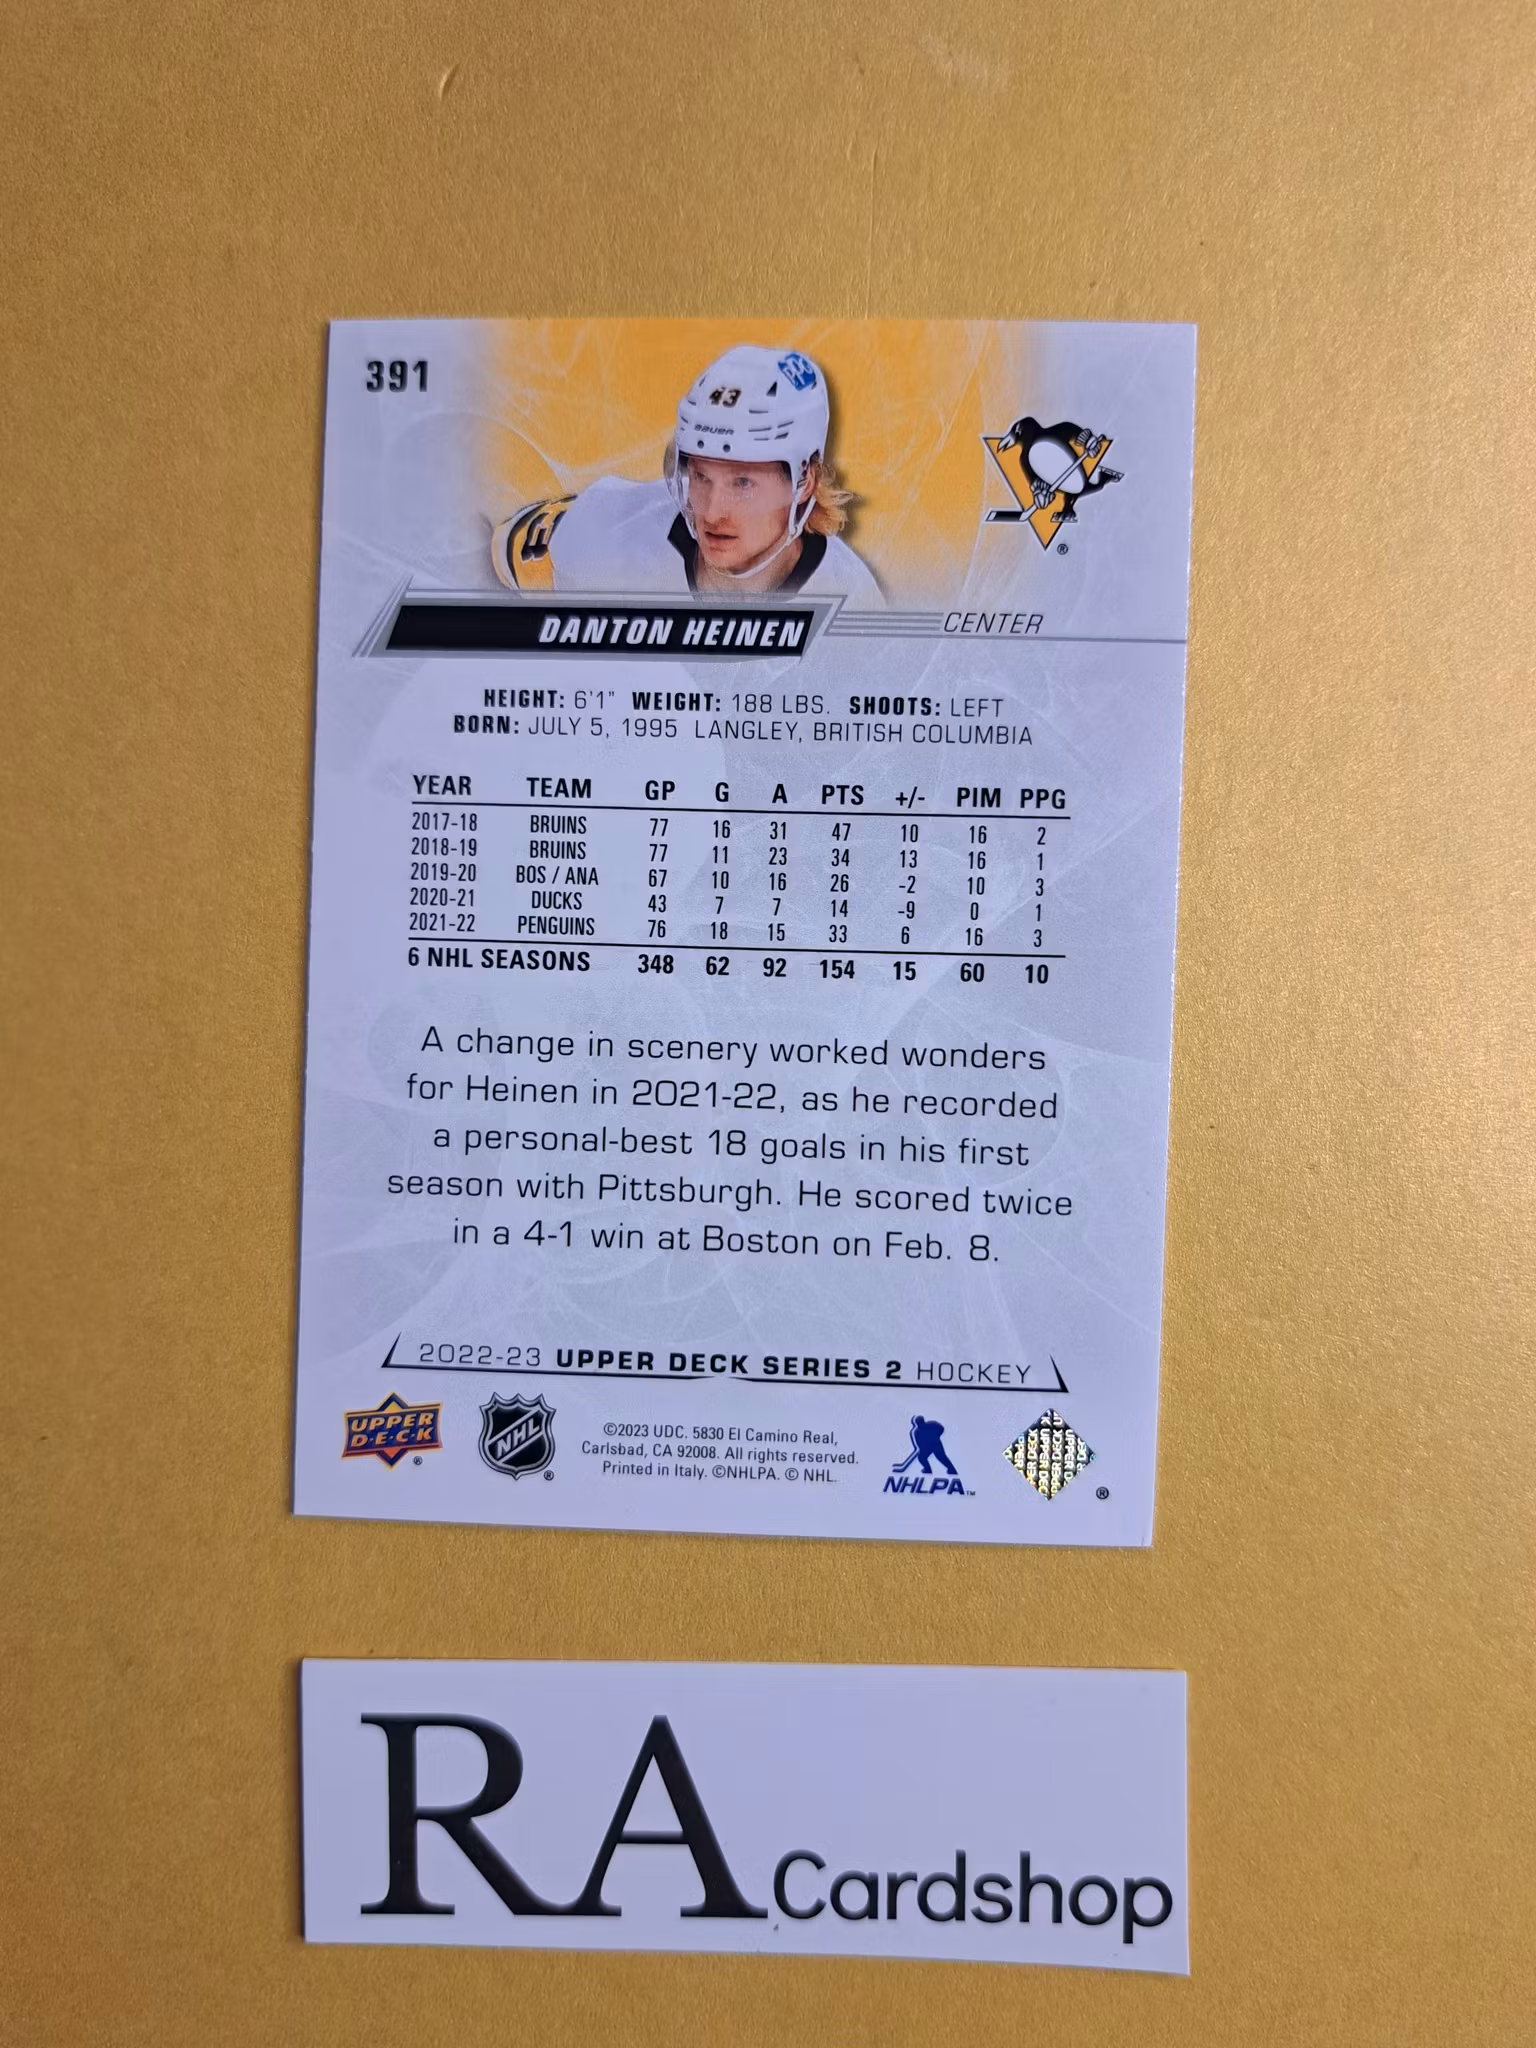 391
43
BAUER
PPG
DANTON HEINEN
CENTER
HEIGHT: 6'1" WEIGHT: 188 LBS. SHOOTS: LEFT
BORN: JULY 5, 1995 LANGLEY, BRITISH COLUMBIA
YEAR TEAM GP G A PTS +/- PIM PPG
2017-18 BRUINS 77 16 31 47 10 16 2
2018-19 BRUINS 77 11 23 34 13 16 1
2019-20 BOS / ANA 67 10 16 26 -2 10 3
2020-21 DUCKS 43 7 7 14 -9 0 1
2021-22 PENGUINS 76 18 15 33 6 16 3
6 NHL SEASONS 348 62 92 154 15 60 10
A change in scenery worked wonders
for Heinen in 2021-22, as he recorded
a personal-best 18 goals in his first
season with Pittsburgh. He scored twice
in a 4-1 win at Boston on Feb. 8.
2022-23 UPPER DECK SERIES 2 HOCKEY
UPPER
D·E·C·K ®
NHL ®
©2023 UDC. 5830 El Camino Real,
Carlsbad, CA 92008. All rights reserved.
Printed in Italy. ©NHLPA. © NHL.
NHLPA™
®
RA Cardshop